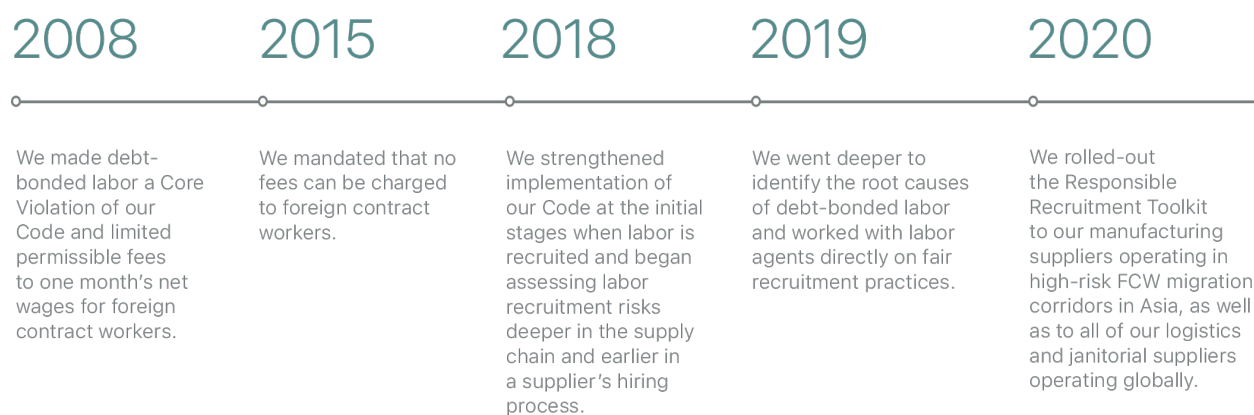 2008
We made debt-
bonded labor a Core
Violation of our
Code and limited
permissible fees
to one month's net
wages for foreign
contract workers.
2015
We mandated that no
fees can be charged
to foreign contract
workers.
2018
We strengthened
implementation of
our Code at the initial
stages when labor is
recruited and began
assessing labor
recruitment risks
deeper in the supply
chain and earlier in
a supplier's hiring
process.
2019
We went deeper to
identify the root causes
of debt-bonded labor
and worked with labor
agents directly on fair
recruitment practices.
2020
We rolled-out
the Responsible
Recruitment Toolkit
to our manufacturing
suppliers operating in
high-risk FCW migration
corridors in Asia, as well
as to all of our logistics
and janitorial suppliers
operating globally.